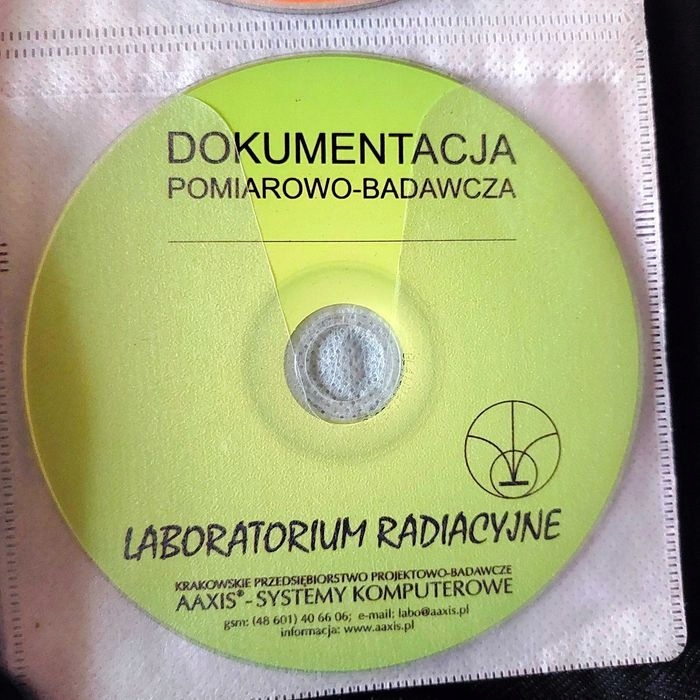 DOKUMENTACJA
POMIAROWO-BADAWCZA
LABORATORIUM RADIACYJNE
KRAKOWSKIE PRZEDSIĘBIORSTWO PROJEKTOWO-BADAWCZE
AAXIS® - SYSTEMY KOMPUTEROWE
gsm: (48 601) 40 66 06; e-mail: labo@aaxis.pl
informacja: www.aaxis.pl